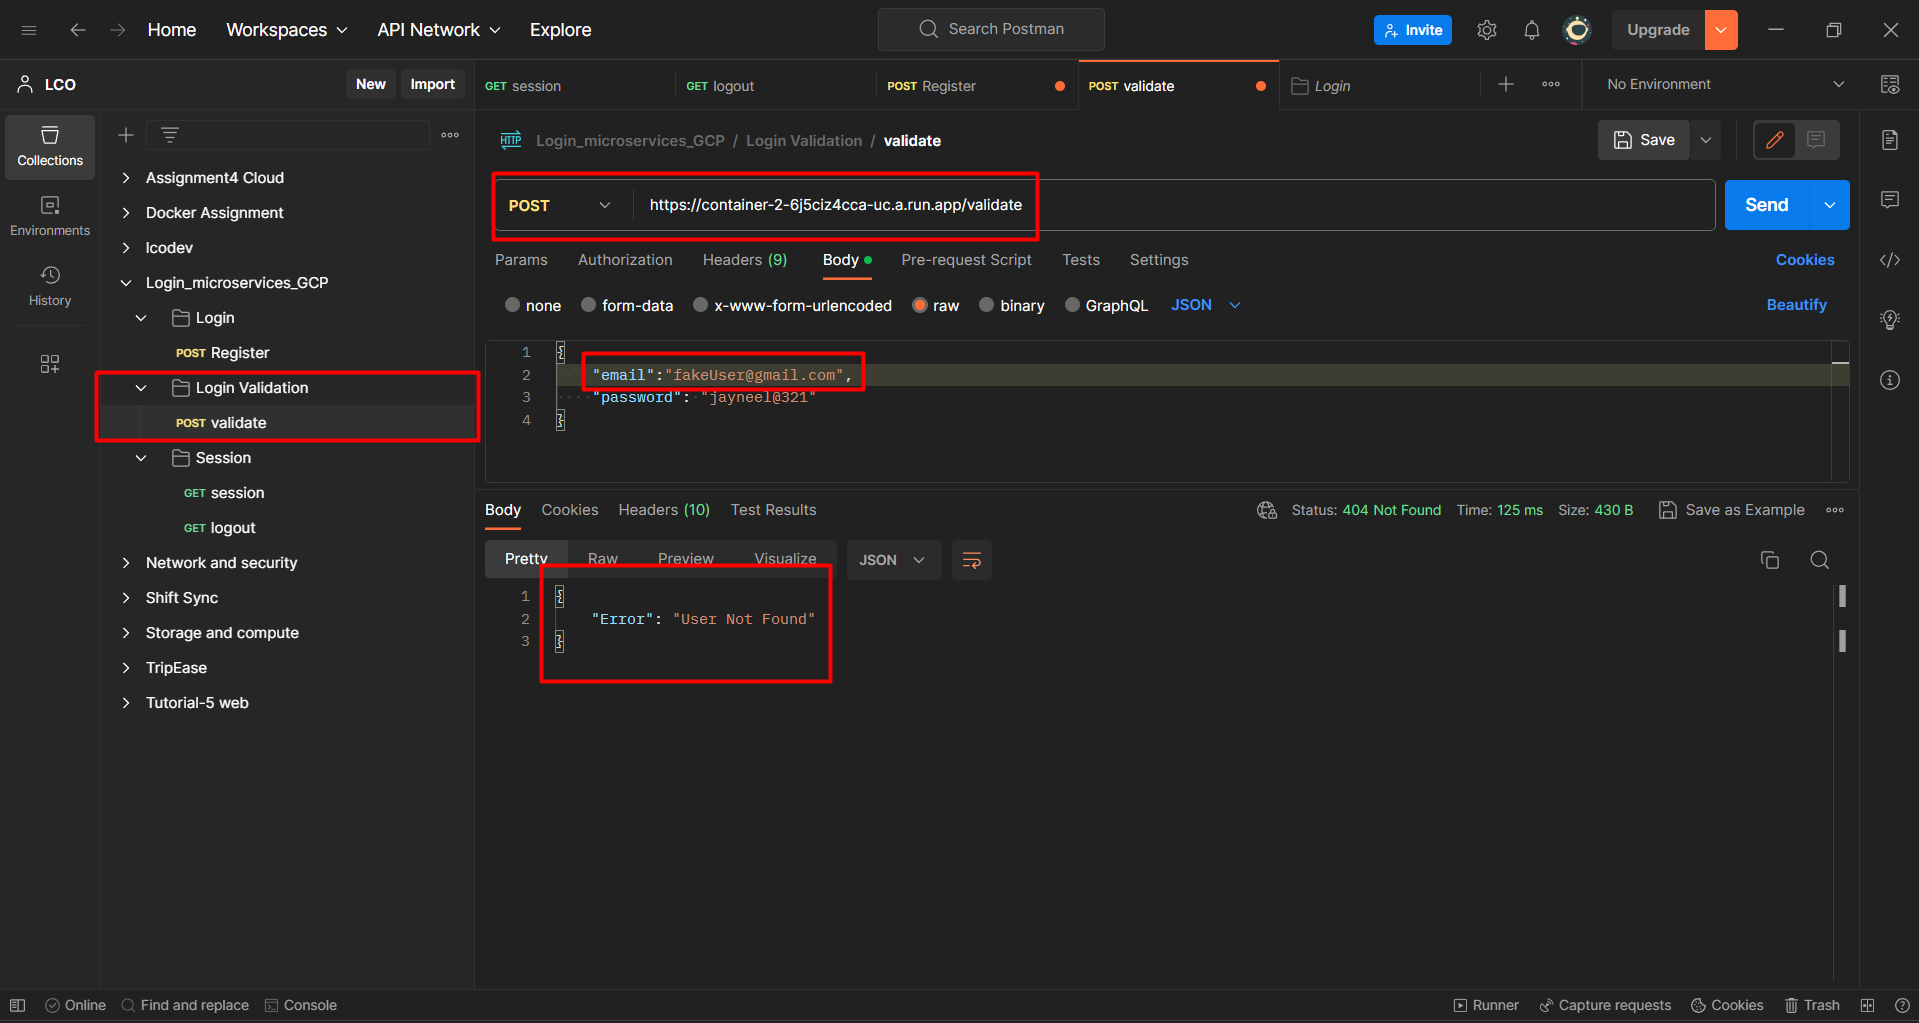 Home Workspaces API Network Explore Search Postman Invite Upgrade
LCO New Import
GET session GET logout POST Register POST validate Login No Environment
Collections
Environments
History
Assignment4 Cloud
Docker Assignment
lcodev
Login_microservices_GCP
Login
POST Register
Login Validation
POST validate
Session
GET session
GET logout
Network and security
Shift Sync
Storage and compute
TripEase
Tutorial-5 web
HTTP Login_microservices_GCP / Login Validation / validate Save
POST https://container-2-6j5ciz4cca-uc.a.run.app/validate Send
Params Authorization Headers (9) Body Pre-request Script Tests Settings Cookies
none form-data x-www-form-urlencoded raw binary GraphQL JSON Beautify
1 {
2 "email":"fakeUser@gmail.com",
3 "password": "jayneel@321"
4 }
Body Cookies Headers (10) Test Results Status: 404 Not Found Time: 125 ms Size: 430 B Save as Example
Pretty Raw Preview Visualize JSON
1 {
2 "Error": "User Not Found"
3 }
Online Find and replace Console Runner Capture requests Cookies Trash